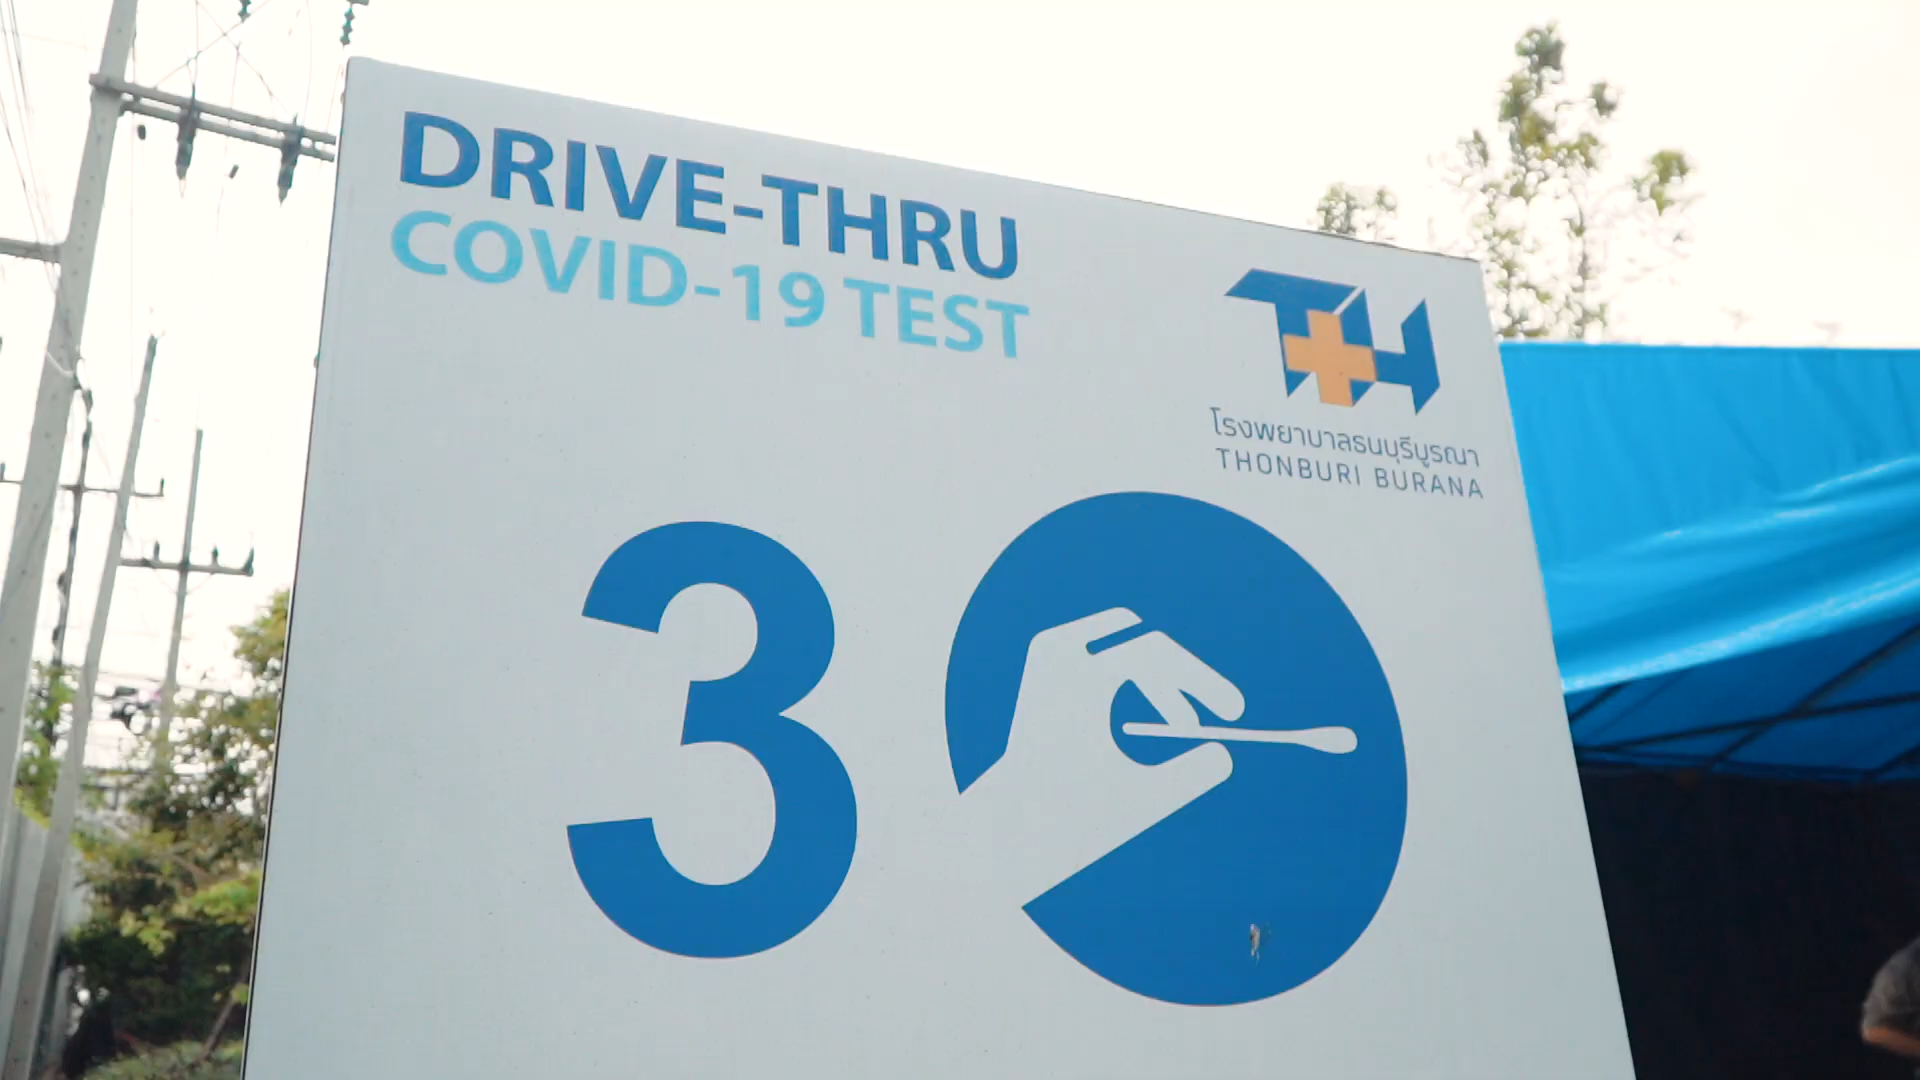 DRIVE-THRU
COVID-19 TEST
TH
โรงพยาบาลธนบุรีบูรณา
THONBURI BURANA
3